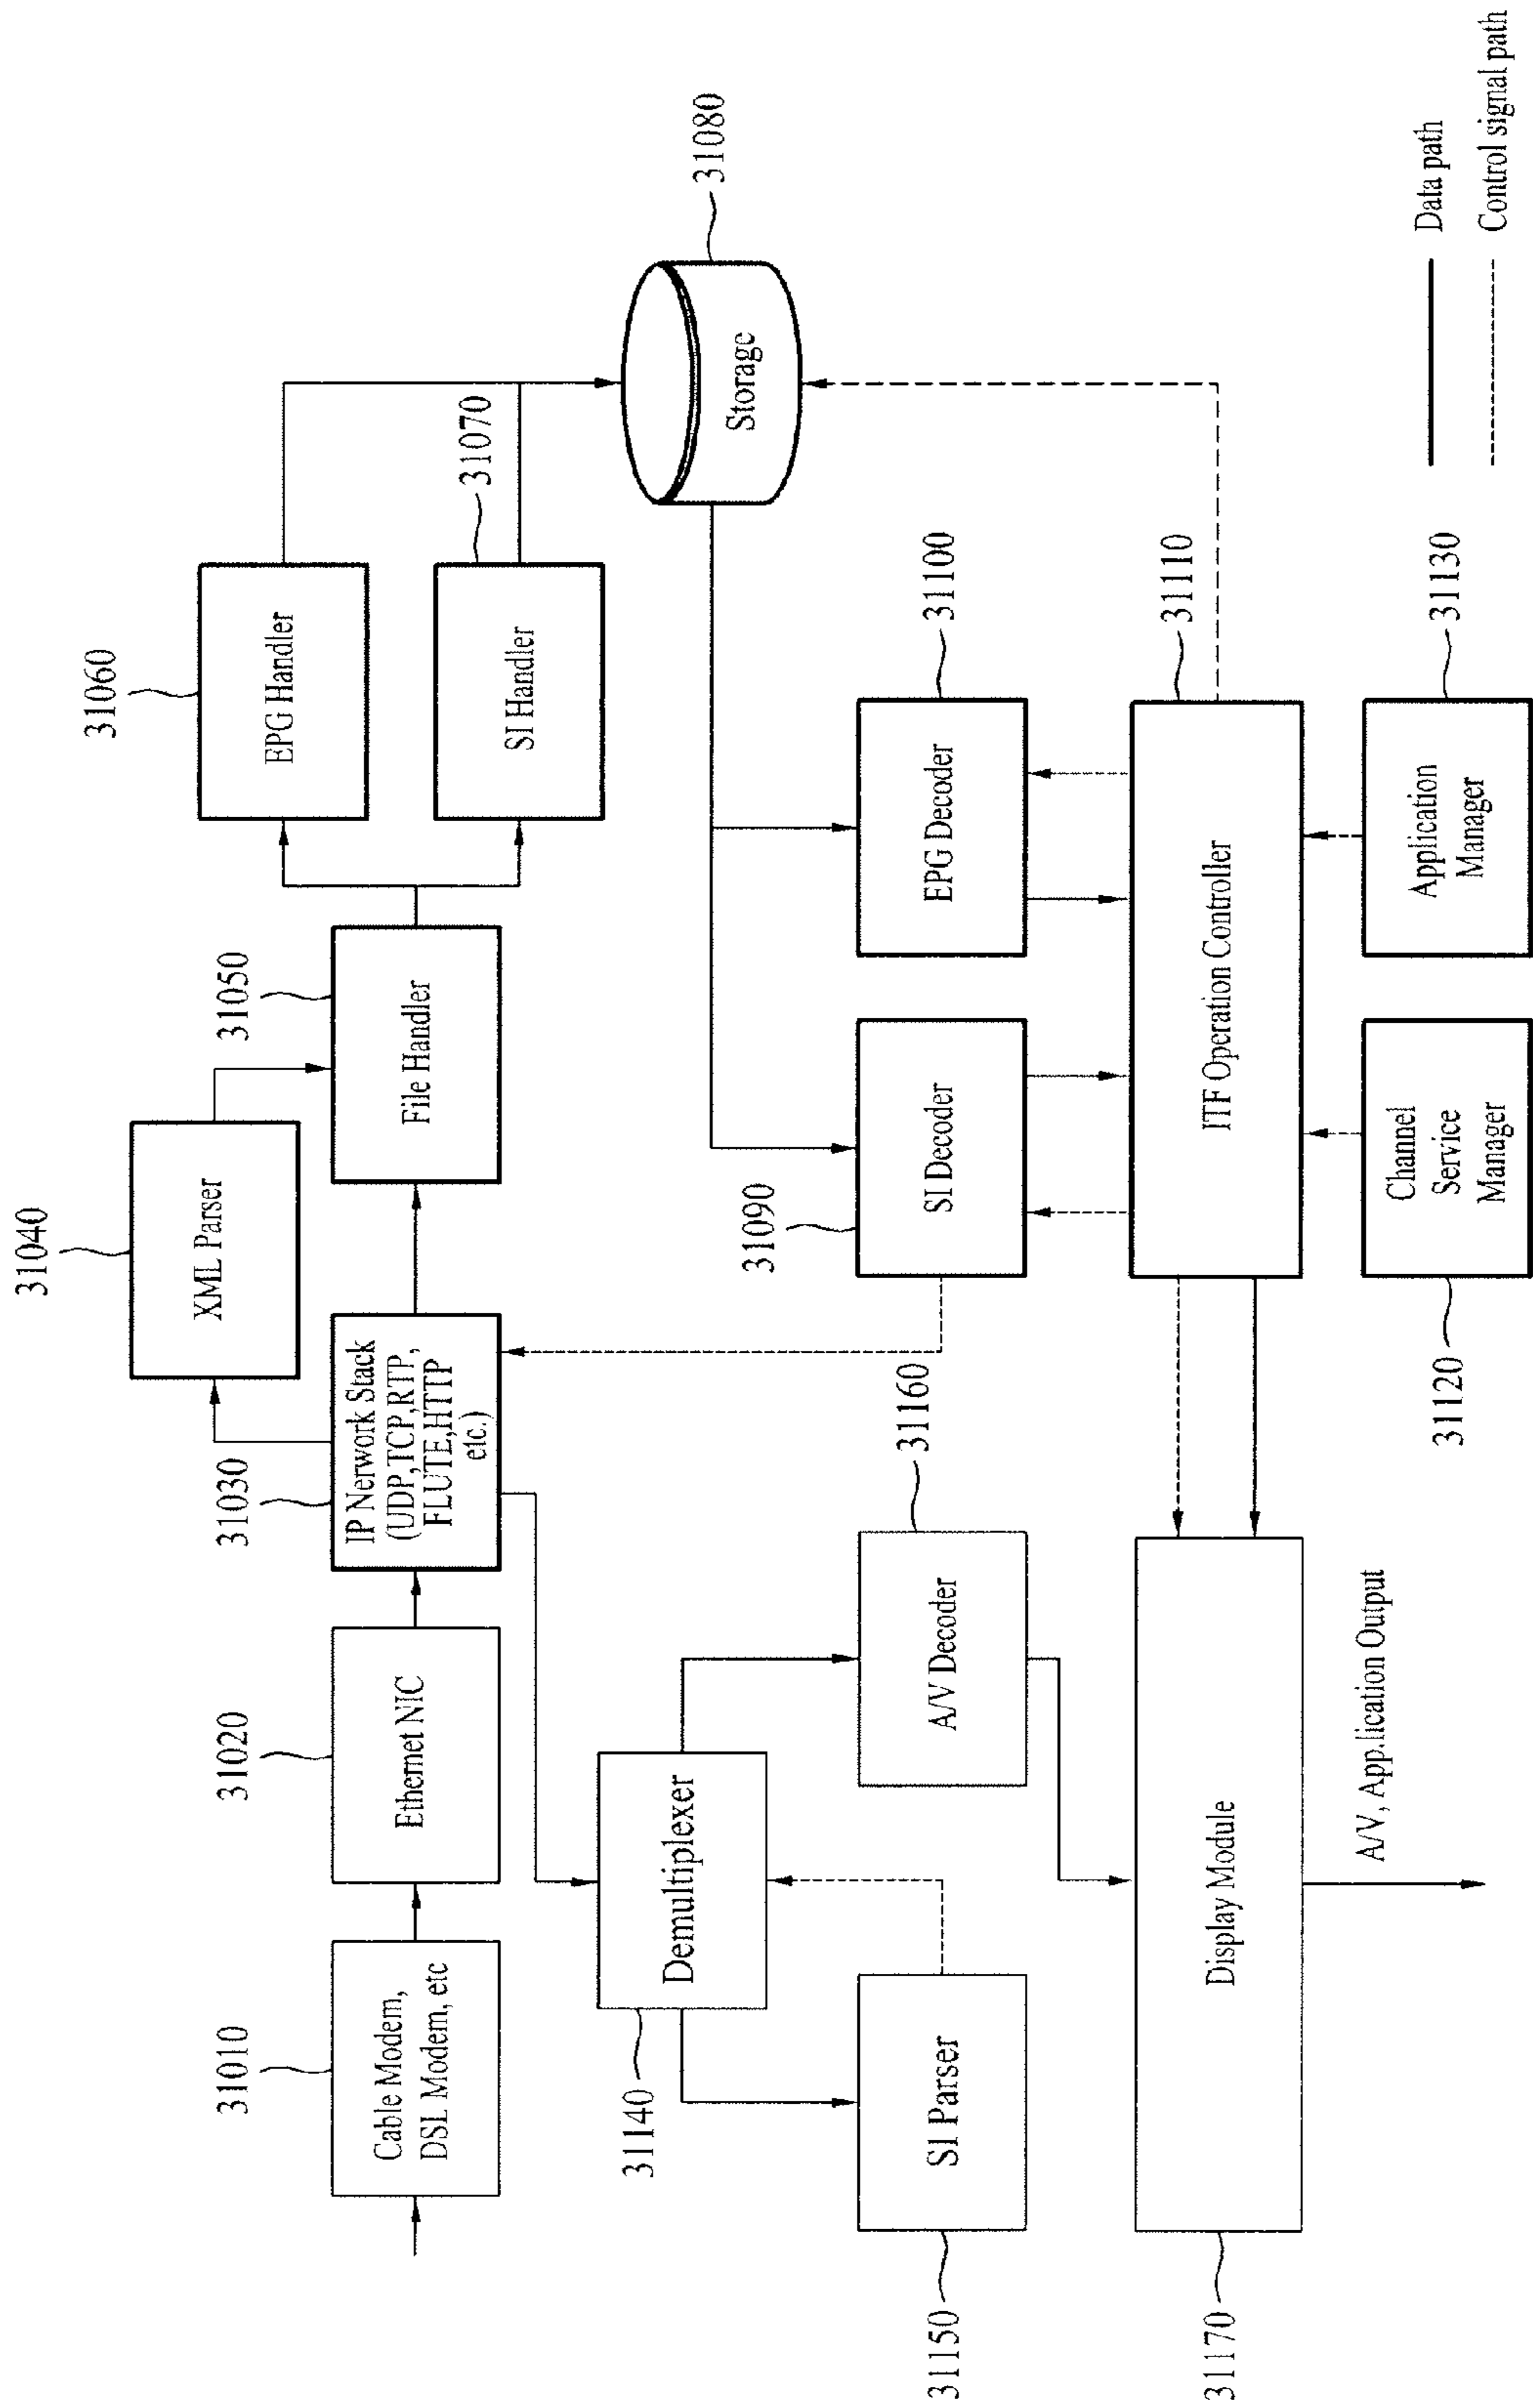 31010
Cable Modem,
DSL Modem, etc
31020
Ethernet NIC
31030
IP Nerwork Stack
(UDP,TCP,RTP,
FLUTE,HTTP
etc.)
31040
XML Parser
31050
File Handler
31060
EPG Handler
31070
SI Handler
31080
Storage
31140
Demultiplexer
31150
SI Parser
31160
A/V Decoder
31090
SI Decoder
31100
EPG Decoder
31110
ITF Operation Controller
31170
Display Module
A/V, Application Output
31120
Channel
Service
Manager
31130
Application
Manager
Data path
Control signal path